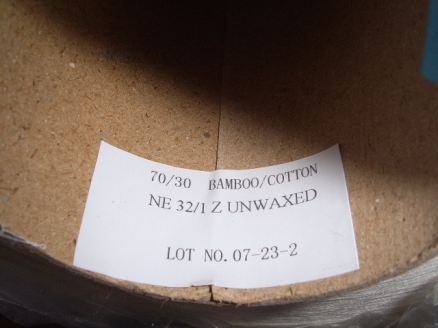 70/30 BAMBOO/COTTON
NE 32/1 Z UNWAXED
LOT NO. 07-23-2